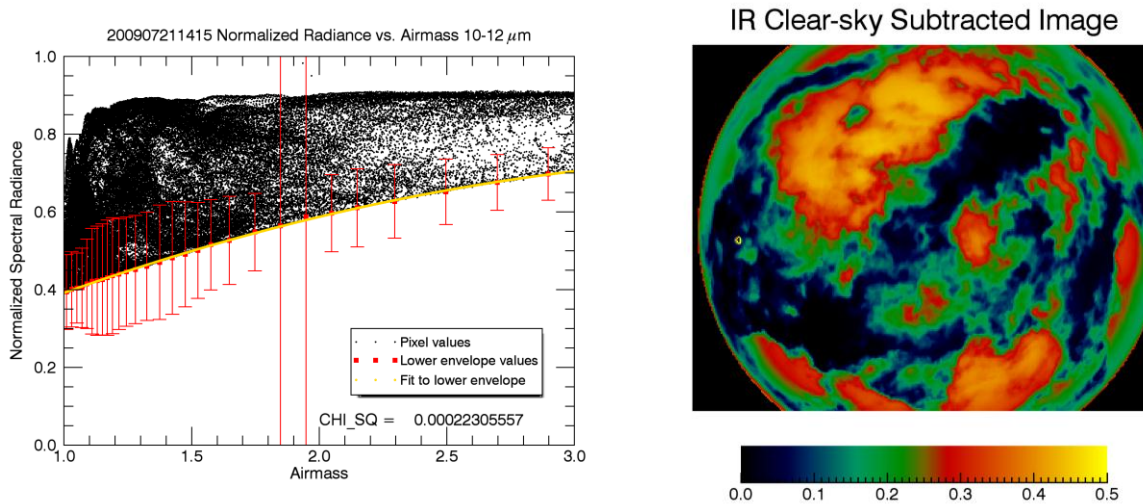 200907211415 Normalized Radiance vs. Airmass 10-12 μm
Normalized Spectral Radiance
1.0
0.8
0.6
0.4
0.2
0.0
Pixel values
Lower envelope values
Fit to lower envelope
CHI_SQ = 0.00022305557
1.0 1.5 2.0 2.5 3.0
Airmass
IR Clear-sky Subtracted Image
0.0 0.1 0.2 0.3 0.4 0.5